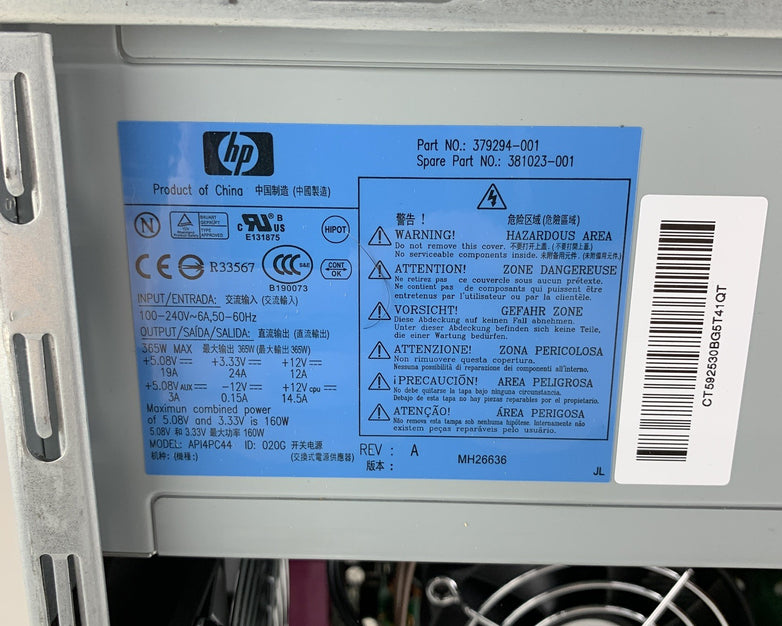 hp
Part NO.: 379294-001
Spare Part NO.: 381023-001
Product of China 中国制造 (中國製造)
N
BAUART GEPRÜFT
TYPE APPROVED
c UR US B
E131875
HIPOT
CE R33567 CCC S&E
B190073
CONT OK
INPUT/ENTRADA: 交流输入 (交流輸入)
100-240V~6A,50-60Hz
OUTPUT/SAÍDA/SALIDA: 直流输出 (直流輸出)
365W MAX 最大输出 365W (最大輸出 365W)
+5.08V +3.33V +12V
19A 24A 12A
+5.08V AUX -12V +12V cpu
3A 0.15A 14.5A
Maximun combined power
of 5.08V and 3.33V is 160W
5.08V 和 3.33V 最大功率 160W
MODEL: API4PC44 ID: 020G 开关电源
机种: (機種:) (交換式電源供應器)
警告 ! 危险区域 (危險區域)
WARNING! HAZARDOUS AREA
Do not remove this cover. 不要打开上盖. (不要打開上蓋.)
No serviceable components inside. 未附备用元件. (未附備用元件.)
ATTENTION! ZONE DANGEREUSE
Ne retirez pas ce couvercle sous aucun prétexte.
Ne contient pas de composants qui puissent être
entretenus par l'utilisateur ou par la clientèle.
VORSICHT! GEFAHR ZONE
Diese Abdeckung auf keinen Fall abnehmen.
Unter dieser Abdeckung befinden sich keine Teile,
die einer Wartung bedürfen.
ATTENZIONE! ZONA PERICOLOSA
Non rimuovere questa copertura.
Nessuna possibilità di riparazione dei componenti all'interno.
¡PRECAUCIÓN! AREA PELIGROSA
No debe quitarse la tapa bajo ninguna circunstancia.
Debajo de esta tapa no hay piezas reparables por el propietario.
ATENÇÃO! ÁREA PERIGOSA
Não remova esta tampa sob nenhuma hipótese. Internamente não
existem peças reparáveis pelo usuário.
REV : A
版本 :
MH26636
JL
CT592530BG5T41QT